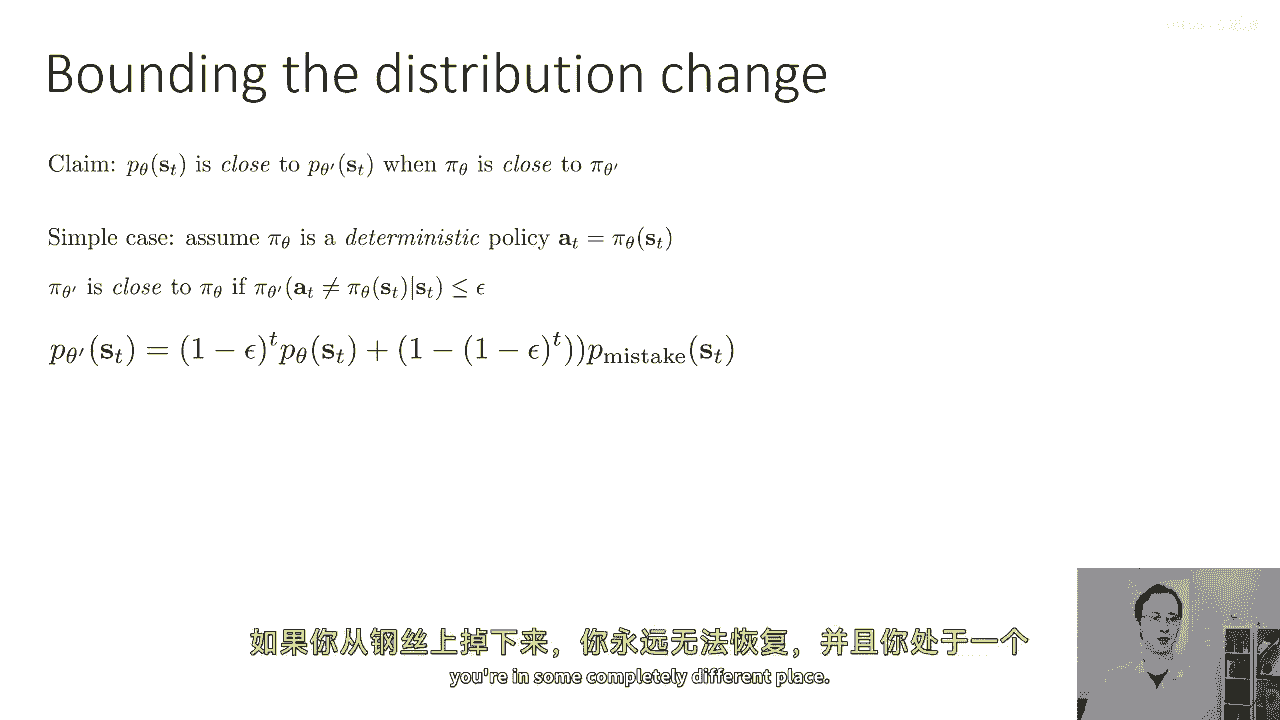 Bounding the distribution change
Claim: $p_\theta(\mathbf{s}_t)$ is close to $p_{\theta'}(\mathbf{s}_t)$ when $\pi_\theta$ is close to $\pi_{\theta'}$
Simple case: assume $\pi_\theta$ is a deterministic policy $\mathbf{a}_t = \pi_\theta(\mathbf{s}_t)$
$\pi_{\theta'}$ is close to $\pi_\theta$ if $\pi_{\theta'}(\mathbf{a}_t \neq \pi_\theta(\mathbf{s}_t)|\mathbf{s}_t) \leq \epsilon$
$p_{\theta'}(\mathbf{s}_t) = (1-\epsilon)^t p_\theta(\mathbf{s}_t) + (1-(1-\epsilon)^t))p_{\text{mistake}}(\mathbf{s}_t)$
如果你从钢丝上掉下来，你永远无法恢复，并且你处于一个
you're in some completely different place.